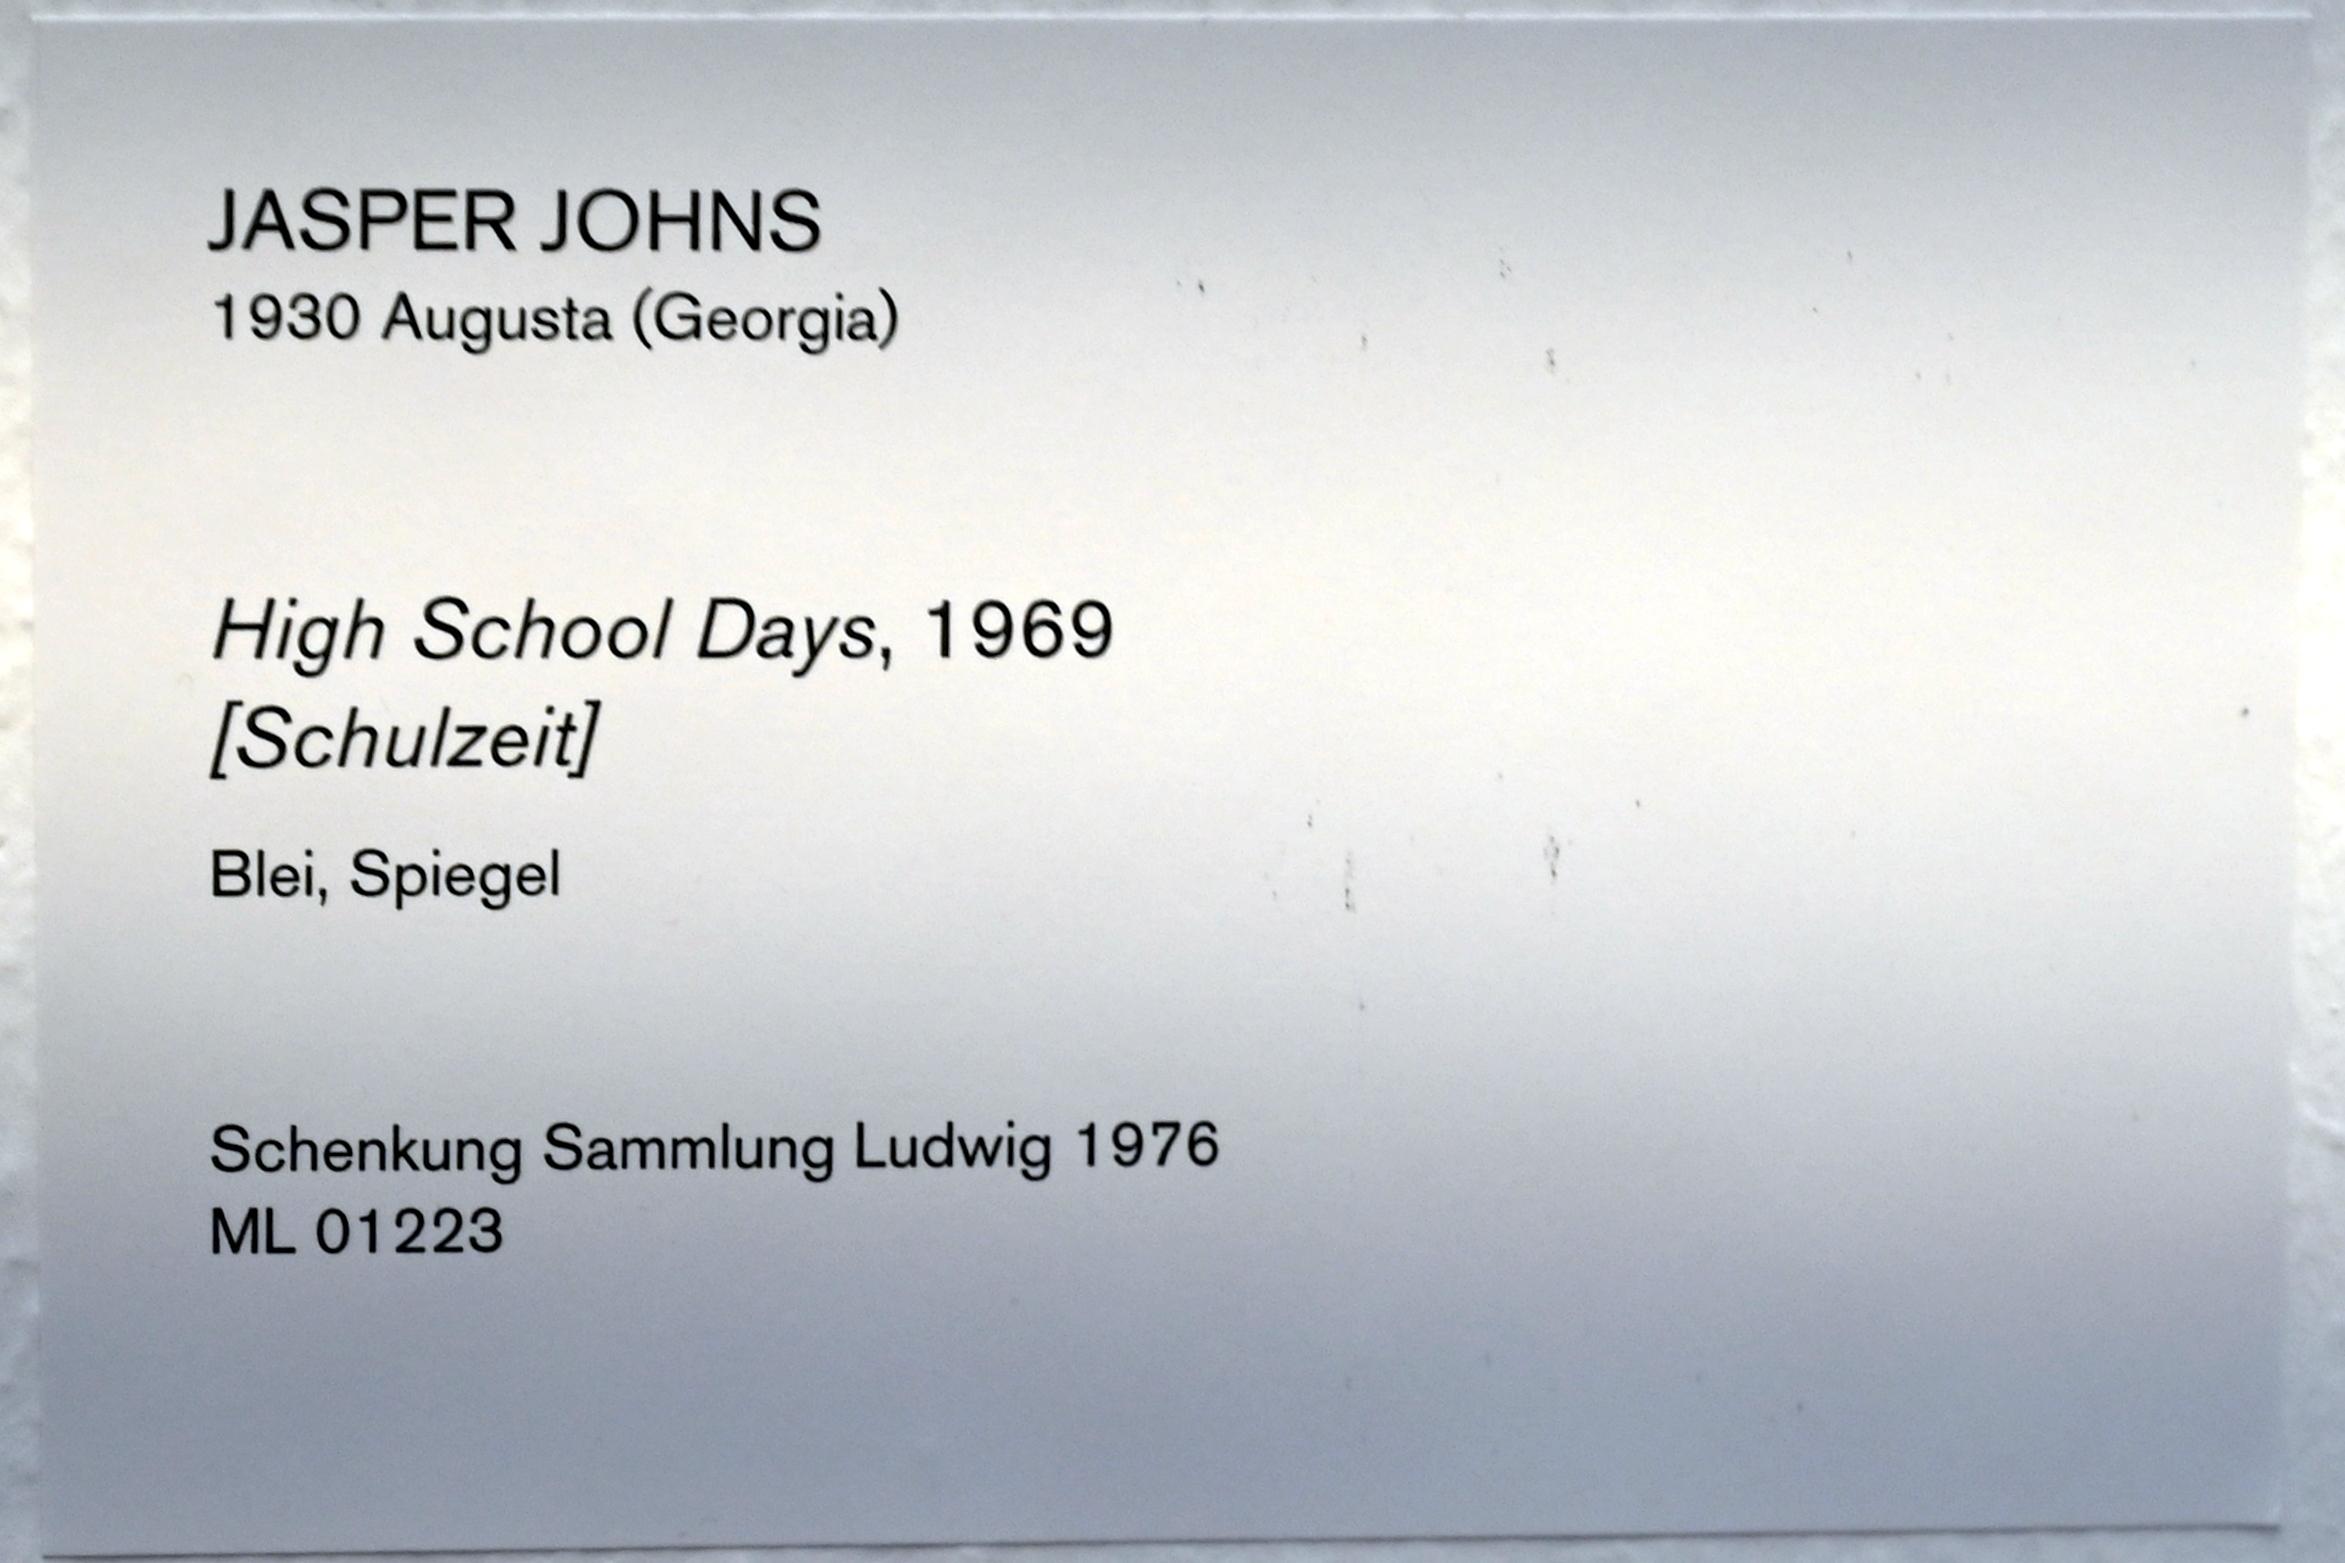 JASPER JOHNS
1930 Augusta (Georgia)
High School Days, 1969
[Schulzeit]
Blei, Spiegel
Schenkung Sammlung Ludwig 1976
ML 01223